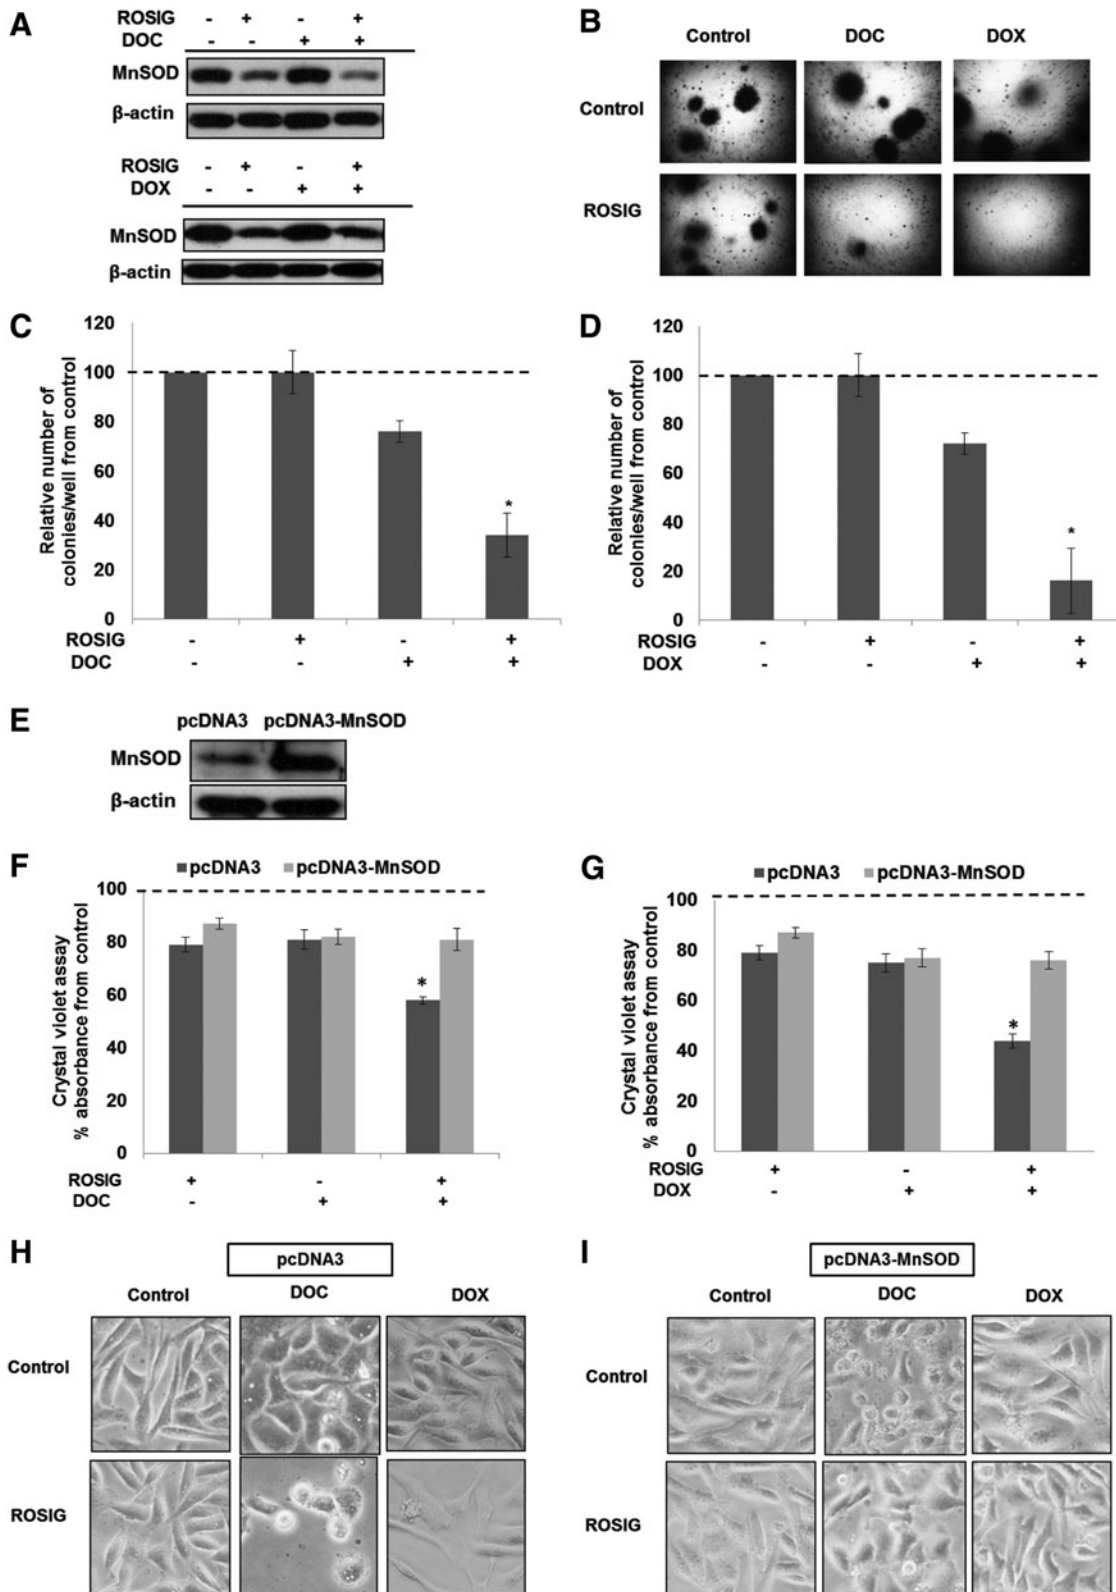 A
ROSIG - + - +
DOC - - + +
MnSOD
β-actin
ROSIG - + - +
DOX - - + +
MnSOD
β-actin
B
Control DOC DOX
Control
ROSIG
C
Relative number of
colonies/well from control
120
100
80
60
40
20
0
*
ROSIG - + - +
DOC - - + +
D
Relative number of
colonies/well from control
120
100
80
60
40
20
0
*
ROSIG - + - +
DOX - - + +
E
pcDNA3 pcDNA3-MnSOD
MnSOD
β-actin
F
pcDNA3 pcDNA3-MnSOD
Crystal violet assay
% absorbance from control
100
80
60
40
20
0
*
ROSIG + - +
DOC - + +
G
pcDNA3 pcDNA3-MnSOD
Crystal violet assay
% absorbance from control
100
80
60
40
20
0
*
ROSIG + - +
DOX - + +
H
pcDNA3
Control DOC DOX
Control
ROSIG
I
pcDNA3-MnSOD
Control DOC DOX
Control
ROSIG